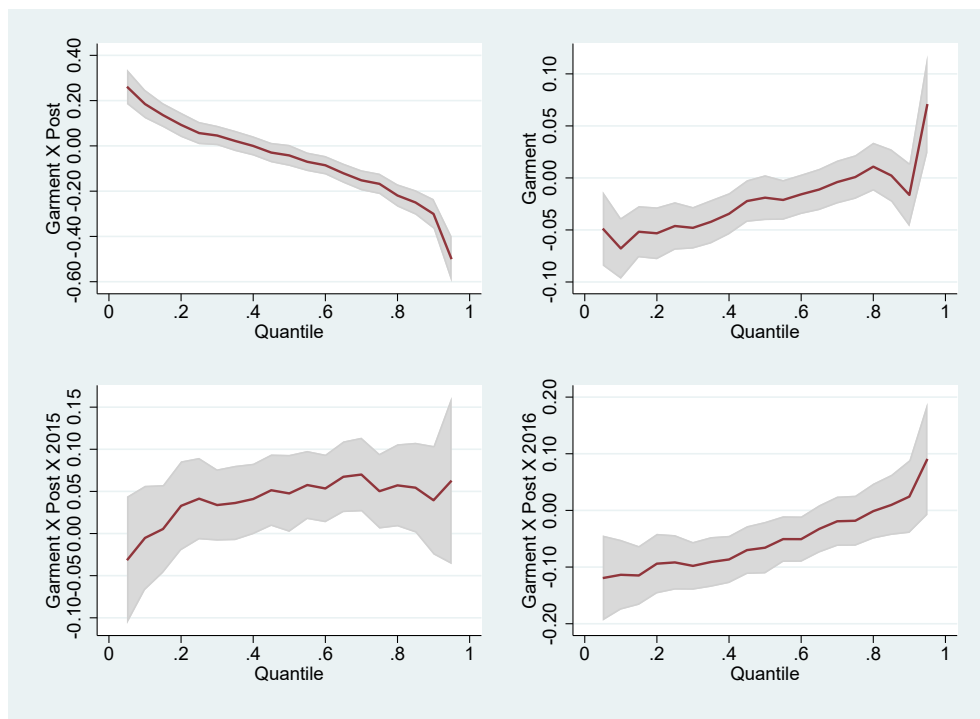 Garment X Post
-0.60 -0.40 -0.20 0.00 0.20 0.40
0 .2 .4 .6 .8 1
Quantile
Garment
-0.10 -0.05 0.00 0.05 0.10
0 .2 .4 .6 .8 1
Quantile
Garment X Post X 2015
-0.10 -0.05 0.00 0.05 0.10 0.15
0 .2 .4 .6 .8 1
Quantile
Garment X Post X 2016
-0.20 -0.10 0.00 0.10 0.20
0 .2 .4 .6 .8 1
Quantile